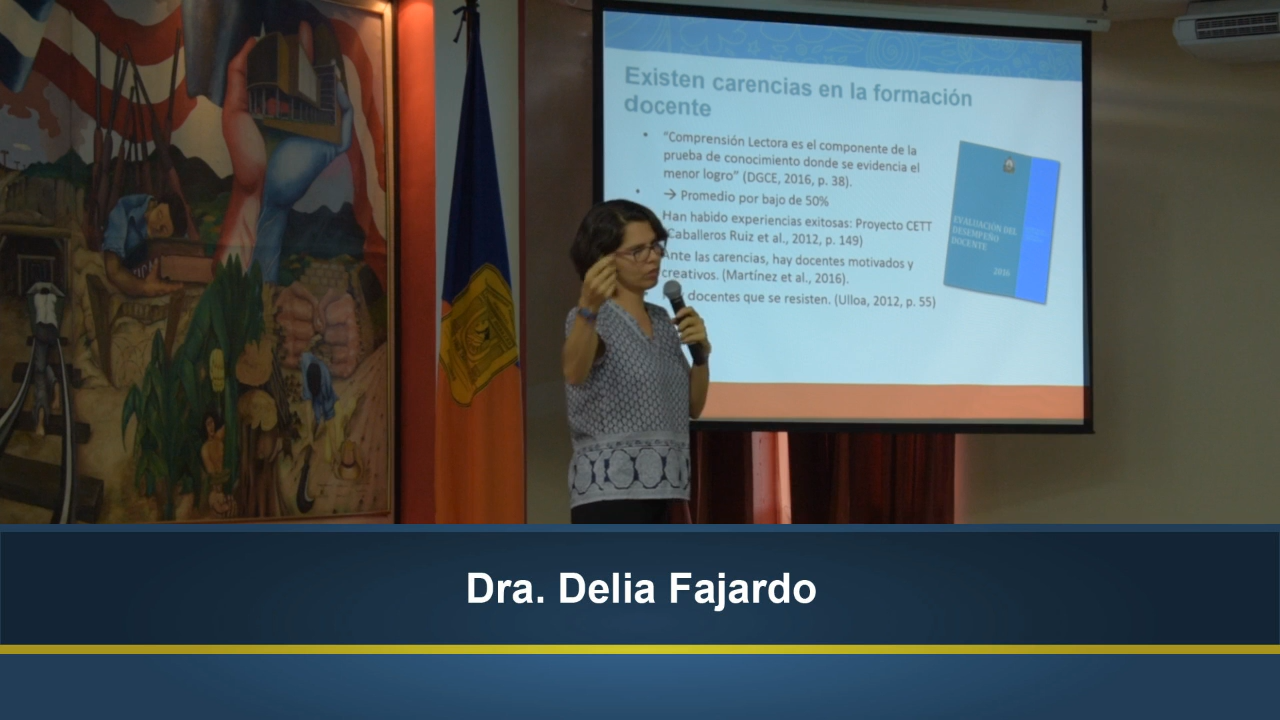 Existen carencias en la formación
docente
• "Comprensión Lectora es el componente de la
prueba de conocimiento donde se evidencia el
menor logro" (DGCE, 2016, p. 38).
• → Promedio por bajo de 50%
Han habido experiencias exitosas: Proyecto CETT
(Caballeros Ruiz et al., 2012, p. 149)
Ante las carencias, hay docentes motivados y
creativos. (Martínez et al., 2016).
docentes que se resisten. (Ulloa, 2012, p. 55)
EVALUACIÓN DEL
DESEMPEÑO
DOCENTE
2016
Dra. Delia Fajardo